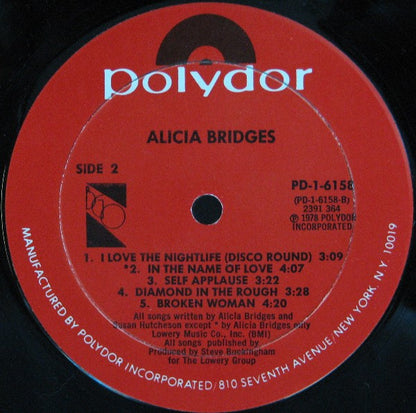 polydor
ALICIA BRIDGES
SIDE 2
PD-1-6158
(PD-1-6158-B)
2391 364
℗ 1978 POLYDOR
INCORPORATED
1. I LOVE THE NIGHTLIFE (DISCO ROUND) 3:09
*2. IN THE NAME OF LOVE 4:07
3. SELF APPLAUSE 3:22
4. DIAMOND IN THE ROUGH 3:28
5. BROKEN WOMAN 4:20
All songs written by Alicia Bridges and
Susan Hutcheson except * by Alicia Bridges only
Lowery Music Co., Inc. (BMI)
All songs published by
Produced by Steve Buckingham
for The Lowery Group
MANUFACTURED BY POLYDOR INCORPORATED/810 SEVENTH AVENUE/NEW YORK, N Y 10019